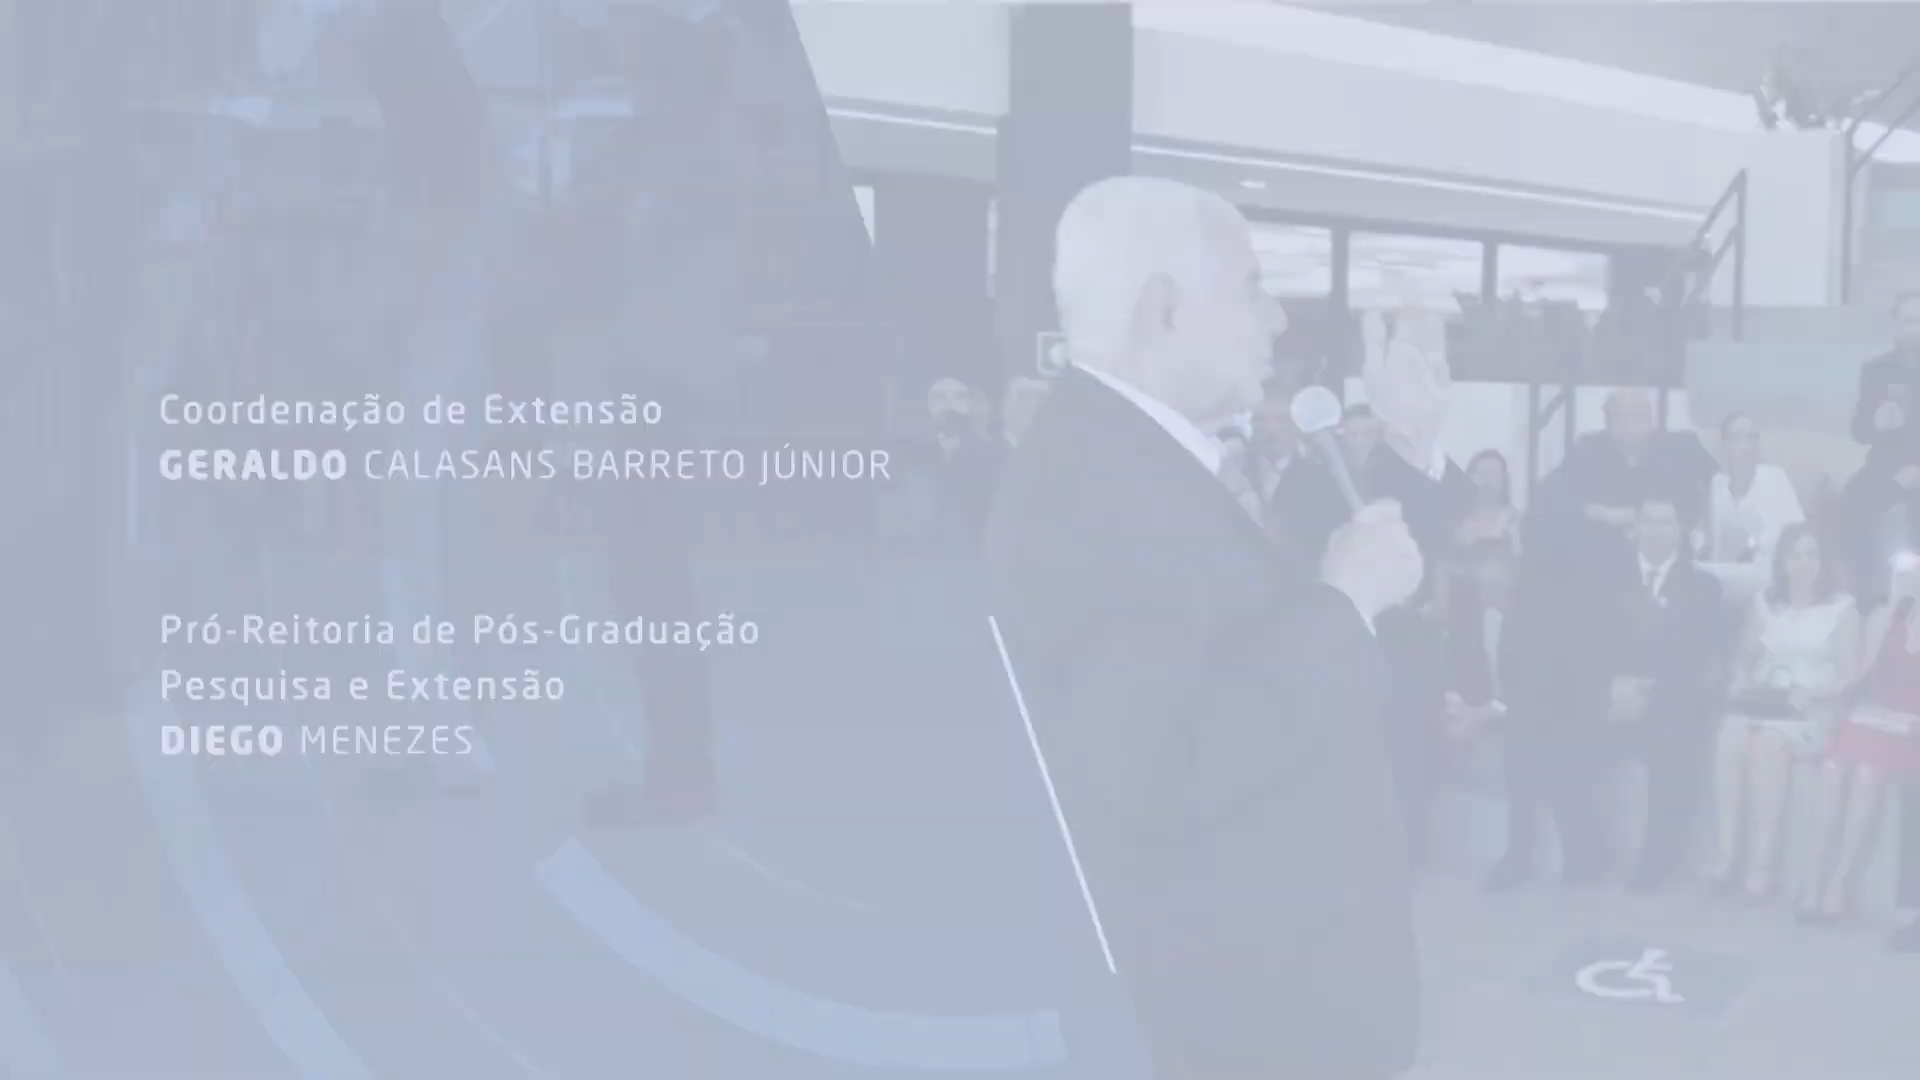 Coordenação de Extensão
GERALDO CALASANS BARRETO JÚNIOR
Pró-Reitoria de Pós-Graduação
Pesquisa e Extensão
DIEGO MENEZES